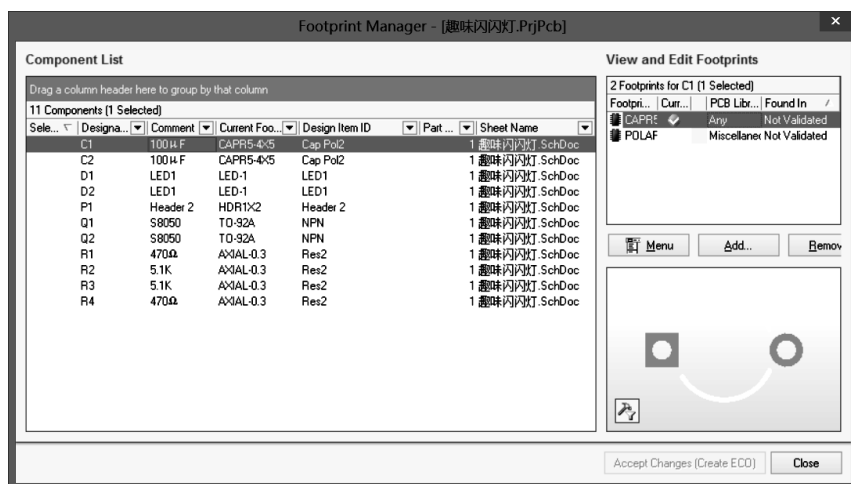 Footprint Manager - [趣味闪闪灯.PrjPcb]
Component List
Drag a column header here to group by that column
11 Components (1 Selected)
Sele... Designa... Comment Current Foo... Design Item ID Part ... Sheet Name
C1 100μF CAPR5-4X5 Cap Pol2 1 趣味闪闪灯.SchDoc
C2 100μF CAPR5-4X5 Cap Pol2 1 趣味闪闪灯.SchDoc
D1 LED1 LED-1 LED1 1 趣味闪闪灯.SchDoc
D2 LED1 LED-1 LED1 1 趣味闪闪灯.SchDoc
P1 Header 2 HDR1X2 Header 2 1 趣味闪闪灯.SchDoc
Q1 S8050 TO-92A NPN 1 趣味闪闪灯.SchDoc
Q2 S8050 TO-92A NPN 1 趣味闪闪灯.SchDoc
R1 470Ω AXIAL-0.3 Res2 1 趣味闪闪灯.SchDoc
R2 5.1K AXIAL-0.3 Res2 1 趣味闪闪灯.SchDoc
R3 5.1K AXIAL-0.3 Res2 1 趣味闪闪灯.SchDoc
R4 470Ω AXIAL-0.3 Res2 1 趣味闪闪灯.SchDoc
View and Edit Footprints
2 Footprints for C1 (1 Selected)
Footpri... Curr... PCB Libr... Found In
CAPR5 Any Not Validated
POLAF Miscellanec Not Validated
Menu Add... Remov
Accept Changes (Create ECO) Close